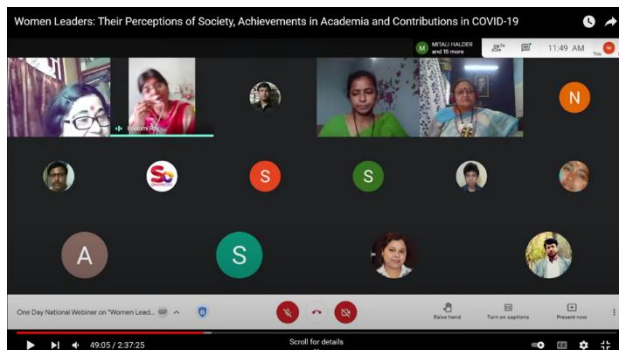 Women Leaders: Their Perceptions of Society, Achievements in Academia and Contributions in COVID-19
M
MITALI HALDER
and 18 more
11:49 AM
You
N
S
S
A
S
One Day National Webinar on "Women Lead...
Raise hand
Turn on captions
Present now
49:05 / 2:37:25
Scroll for details